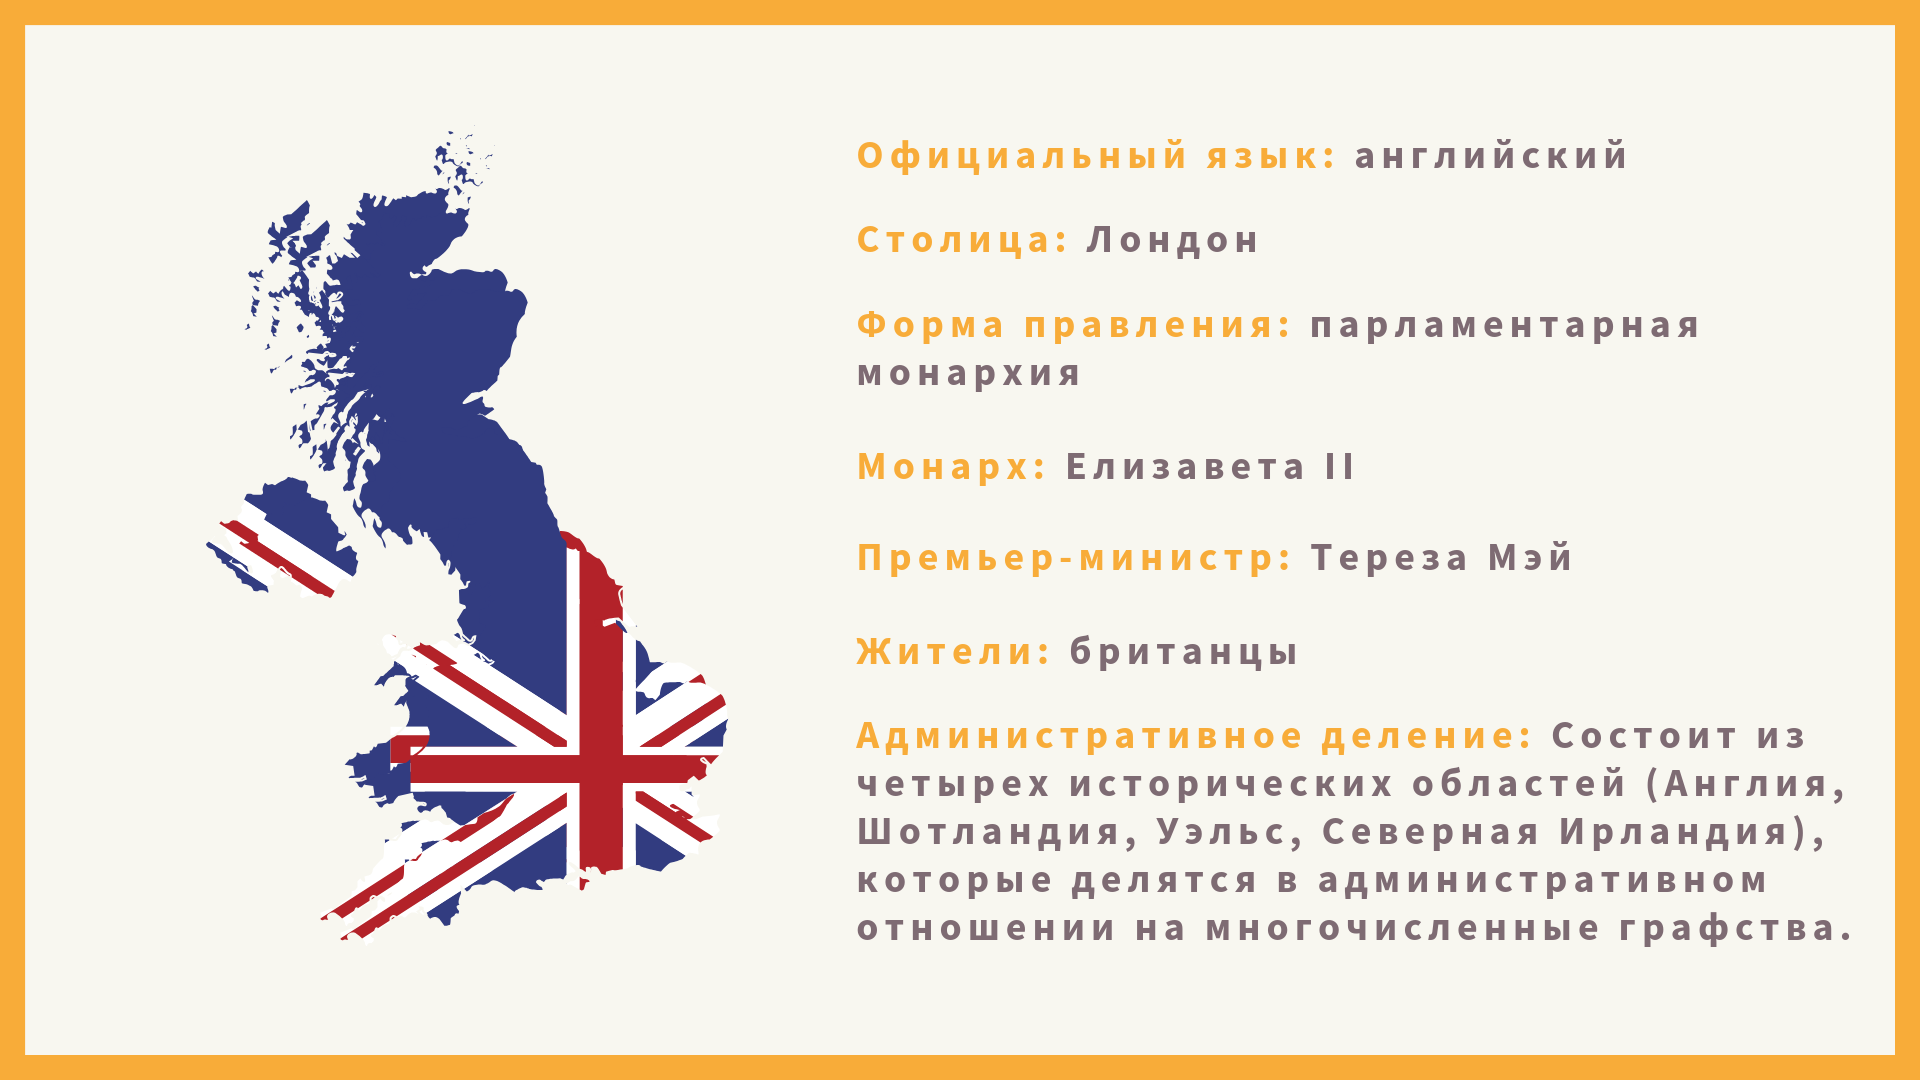 Официальный язык: английский
Столица: Лондон
Форма правления: парламентарная
монархия
Монарх: Елизавета II
Премьер-министр: Тереза Мэй
Жители: британцы
Административное деление: Состоит из
четырех исторических областей (Англия,
Шотландия, Уэльс, Северная Ирландия),
которые делятся в административном
отношении на многочисленные графства.